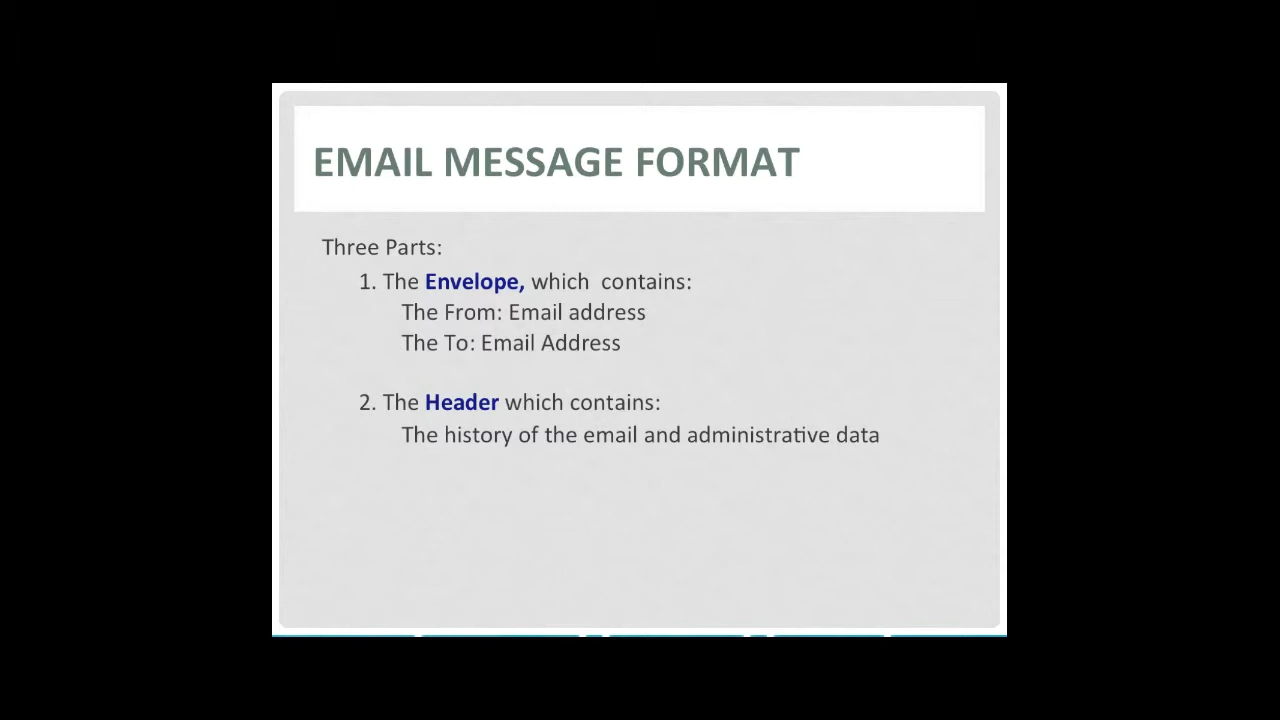 EMAIL MESSAGE FORMAT
Three Parts:
1. The Envelope, which  contains:
The From: Email address
The To: Email Address
2. The Header which contains:
The history of the email and administrative data